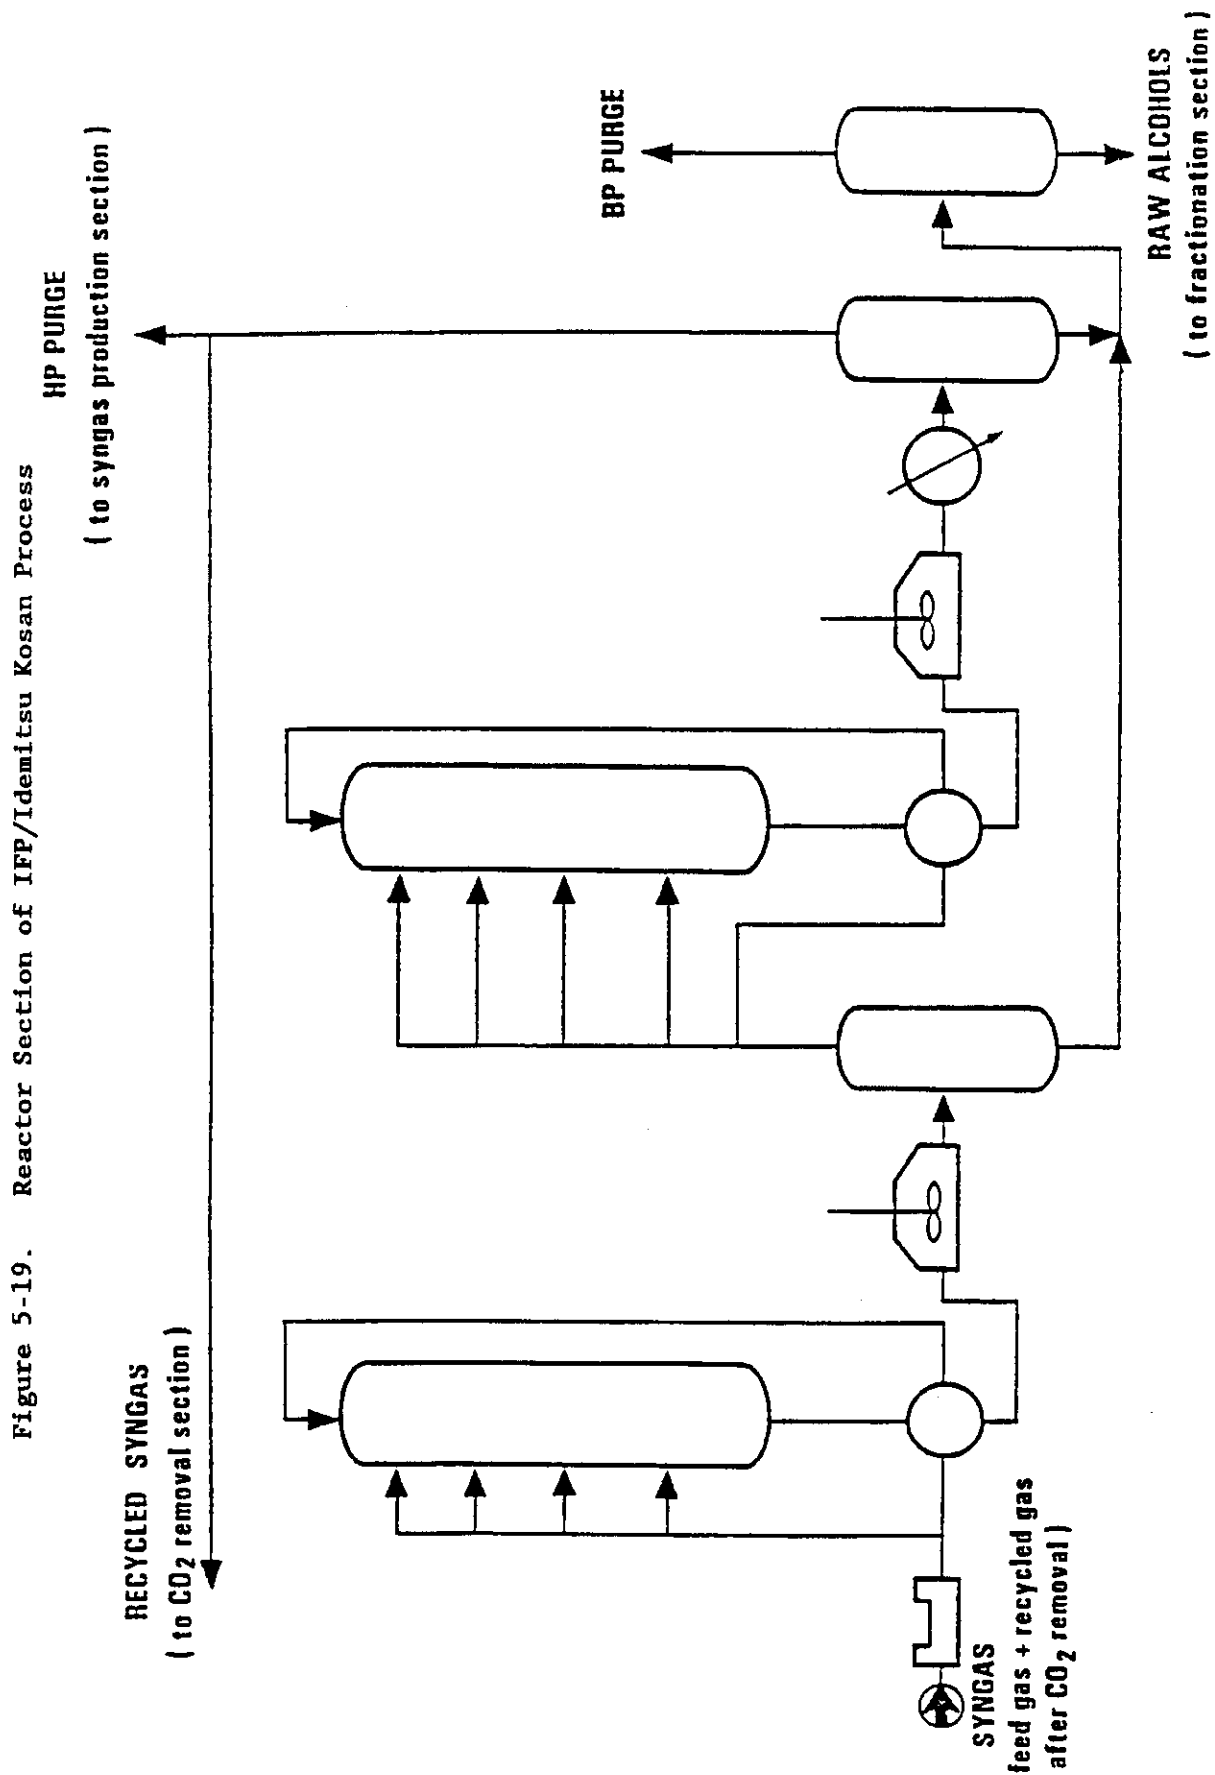 Figure 5-19. Reactor Section of IFP/Idemitsu Kosan Process
HP PURGE
( to syngas production section )
RECYCLED SYNGAS
( to CO2 removal section )
BP PURGE
SYNGAS
feed gas + recycled gas
after CO2 removal)
RAW ALCOHOLS
( to fractionation section )